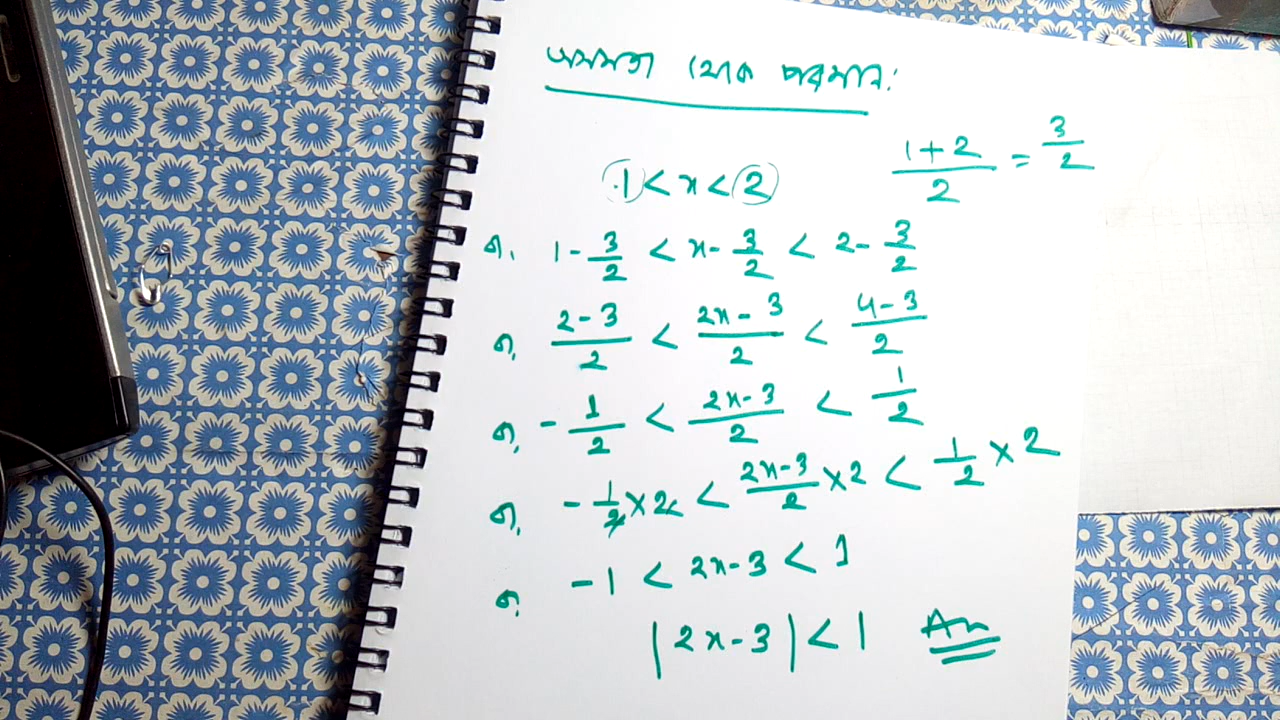 অসমতা থেকে পরমমান:
1 < x < 2
(1+2)/2 = 3/2
বা, 1 - 3/2 < x - 3/2 < 2 - 3/2
বা, (2-3)/2 < (2x-3)/2 < (4-3)/2
বা, -1/2 < (2x-3)/2 < 1/2
বা, -1/2 × 2 < (2x-3)/2 × 2 < 1/2 × 2
বা, -1 < 2x-3 < 1
|2x-3| < 1 An